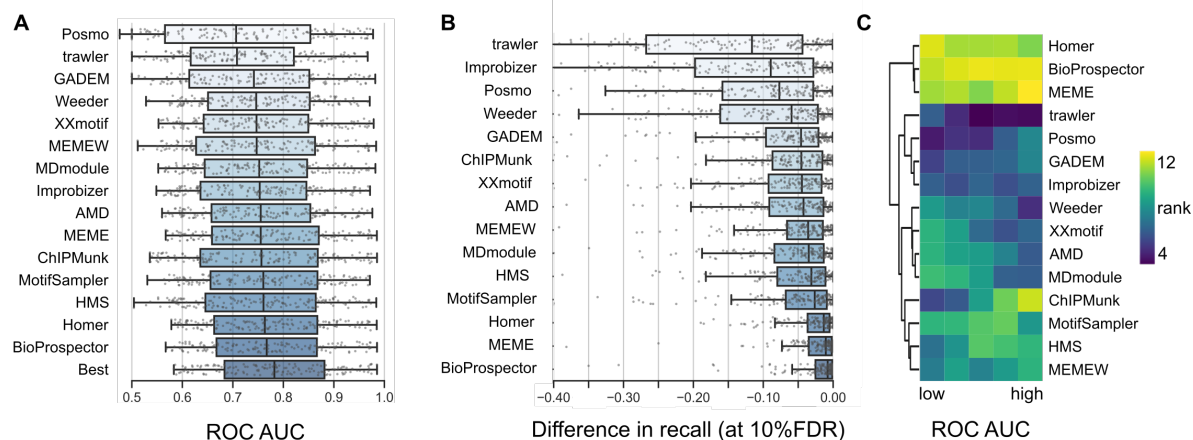 A
Posmo
trawler
GADEM
Weeder
XXmotif
MEMEW
MDmodule
Improbizer
AMD
MEME
ChIPMunk
MotifSampler
HMS
Homer
BioProspector
Best
0.5 0.6 0.7 0.8 0.9 1.0
ROC AUC
B
trawler
Improbizer
Posmo
Weeder
GADEM
ChIPMunk
XXmotif
AMD
MEMEW
MDmodule
HMS
MotifSampler
Homer
MEME
BioProspector
−0.40 −0.30 −0.20 −0.10 0.00
Difference in recall (at 10%FDR)
C
Homer
BioProspector
MEME
trawler
Posmo
GADEM
Improbizer
Weeder
XXmotif
AMD
MDmodule
ChIPMunk
MotifSampler
HMS
MEMEW
low high
ROC AUC
12
rank
4